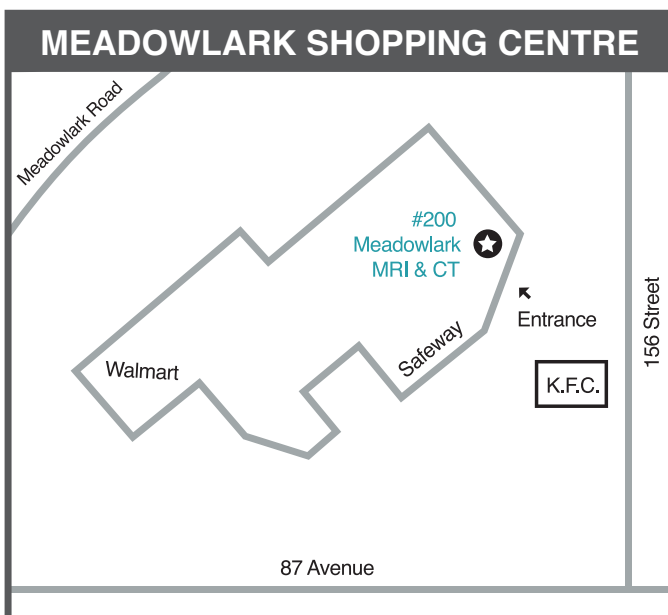 MEADOWLARK SHOPPING CENTRE
Meadowlark Road
#200
Meadowlark
MRI & CT
Entrance
156 Street
Safeway
Walmart
K.F.C.
87 Avenue